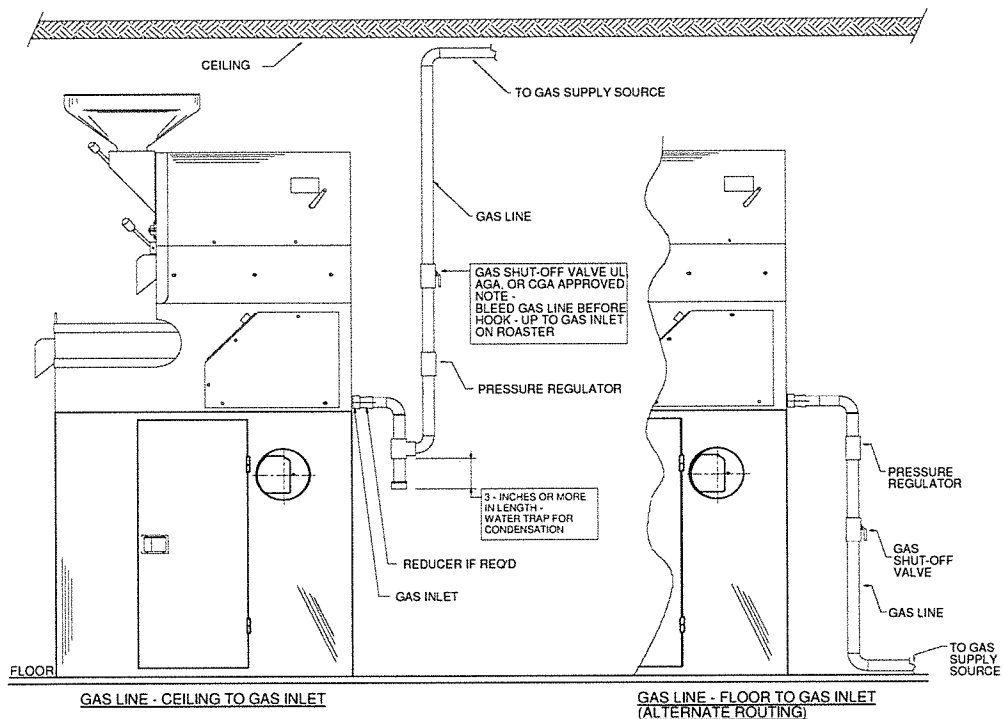 CEILING
TO GAS SUPPLY SOURCE
GAS LINE
GAS SHUT-OFF VALVE UL,
AGA, OR CGA APPROVED
NOTE -
BLEED GAS LINE BEFORE
HOOK - UP TO GAS INLET
ON ROASTER
PRESSURE REGULATOR
3 - INCHES OR MORE
IN LENGTH -
WATER TRAP FOR
CONDENSATION
REDUCER IF REQ'D
GAS INLET
FLOOR
GAS LINE - CEILING TO GAS INLET
PRESSURE
REGULATOR
GAS
SHUT-OFF
VALVE
GAS LINE
TO GAS
SUPPLY
SOURCE
GAS LINE - FLOOR TO GAS INLET
(ALTERNATE ROUTING)